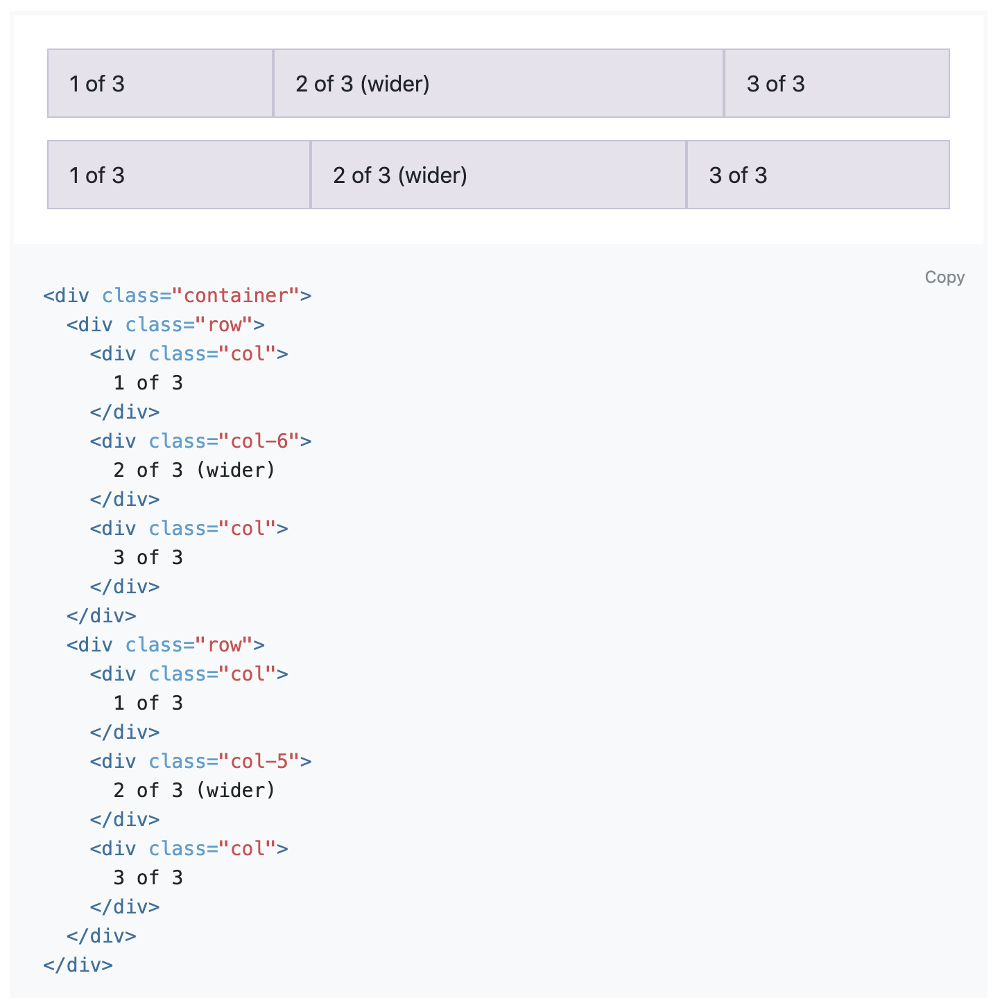 1 of 3 2 of 3 (wider) 3 of 3
1 of 3 2 of 3 (wider) 3 of 3
Copy
<div class="container">
  <div class="row">
    <div class="col">
      1 of 3
    </div>
    <div class="col-6">
      2 of 3 (wider)
    </div>
    <div class="col">
      3 of 3
    </div>
  </div>
  <div class="row">
    <div class="col">
      1 of 3
    </div>
    <div class="col-5">
      2 of 3 (wider)
    </div>
    <div class="col">
      3 of 3
    </div>
  </div>
</div>